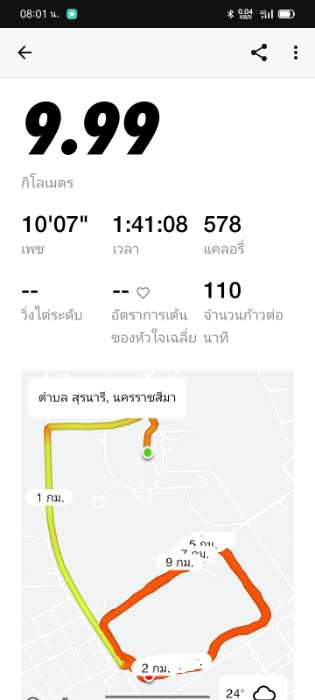 08:01 น.
0.04 KB/S
4G
9.99
กิโลเมตร
10'07" 1:41:08 578
เพซ เวลา แคลอรี่
-- -- 110
วิ่งไต่ระดับ อัตราการเต้นของหัวใจเฉลี่ย จำนวนก้าวต่อนาที
ตำบล สุรนารี, นครราชสีมา
1 กม.
5 กม.
7 กม.
9 กม.
2 กม.
24°